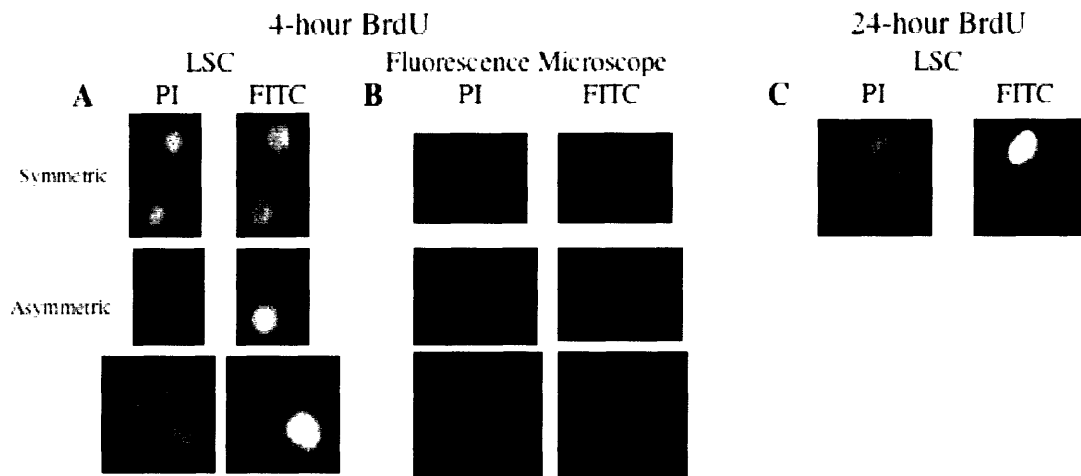 4-hour BrdU
24-hour BrdU
LSC
Fluorescence Microscope
LSC
A PI FITC B PI FITC C PI FITC
Symmetric
Asymmetric